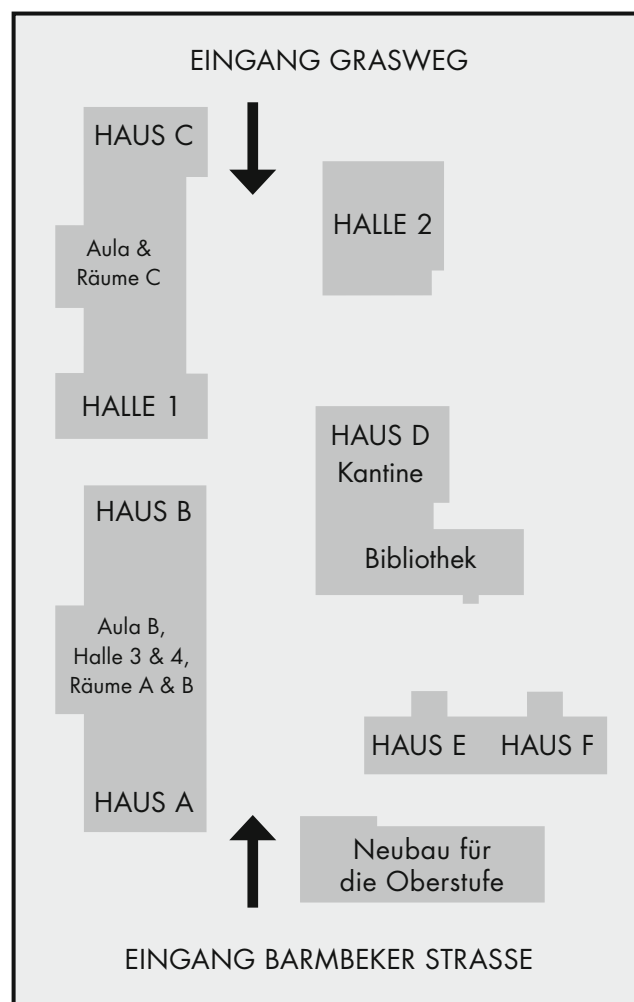 EINGANG GRASWEG
HAUS C
Aula &
Räume C
HALLE 1
HALLE 2
HAUS D
Kantine
Bibliothek
HAUS B
Aula B,
Halle 3 & 4,
Räume A & B
HAUS A
HAUS E
HAUS F
Neubau für
die Oberstufe
EINGANG BARMBEKER STRASSE